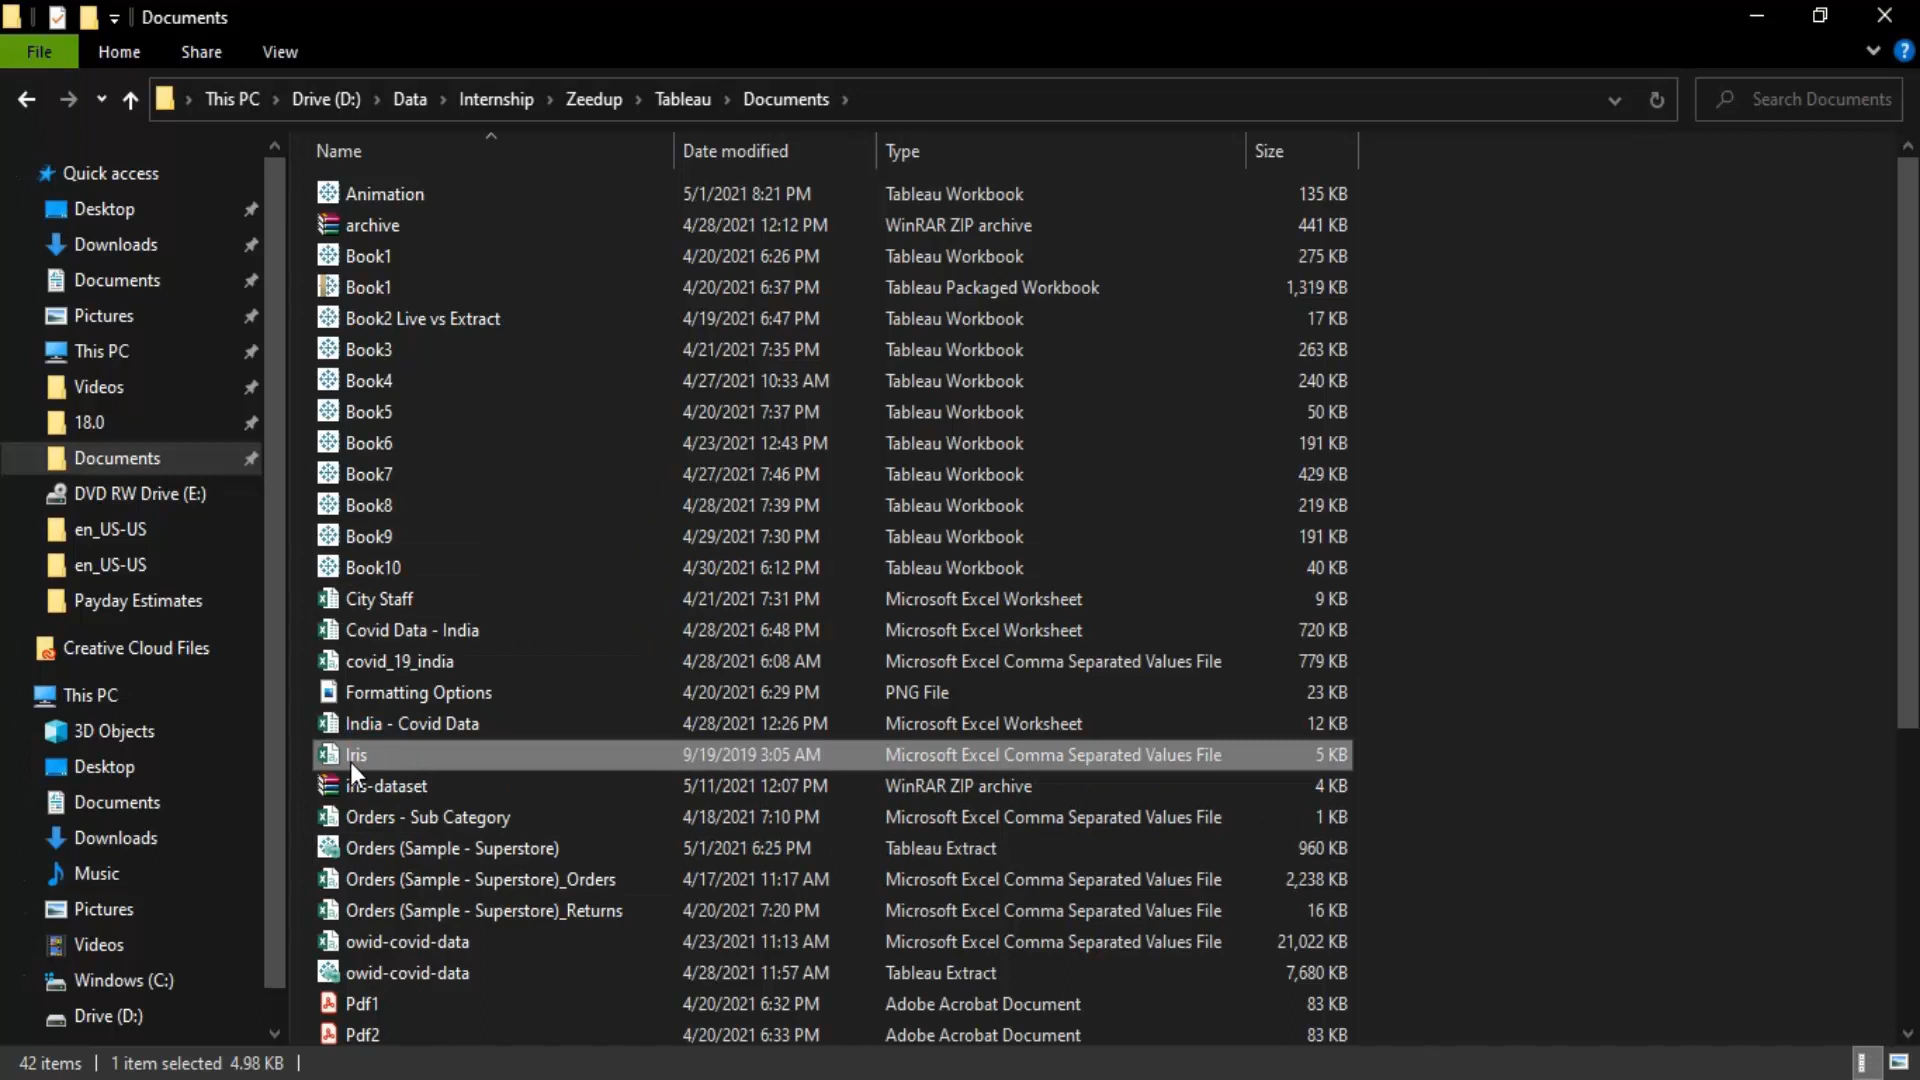 Documents
File Home Share View
This PC Drive (D:) Data Internship Zeedup Tableau Documents Search Documents
Name Date modified Type Size
Quick access
Desktop
Downloads
Documents
Pictures
This PC
Videos
18.0
Documents
DVD RW Drive (E:)
en_US-US
en_US-US
Payday Estimates
Creative Cloud Files
This PC
3D Objects
Desktop
Documents
Downloads
Music
Pictures
Videos
Windows (C:)
Drive (D:)
Animation 5/1/2021 8:21 PM Tableau Workbook 135 KB
archive 4/28/2021 12:12 PM WinRAR ZIP archive 441 KB
Book1 4/20/2021 6:26 PM Tableau Workbook 275 KB
Book1 4/20/2021 6:37 PM Tableau Packaged Workbook 1,319 KB
Book2 Live vs Extract 4/19/2021 6:47 PM Tableau Workbook 17 KB
Book3 4/21/2021 7:35 PM Tableau Workbook 263 KB
Book4 4/27/2021 10:33 AM Tableau Workbook 240 KB
Book5 4/20/2021 7:37 PM Tableau Workbook 50 KB
Book6 4/23/2021 12:43 PM Tableau Workbook 191 KB
Book7 4/27/2021 7:46 PM Tableau Workbook 429 KB
Book8 4/28/2021 7:39 PM Tableau Workbook 219 KB
Book9 4/29/2021 7:30 PM Tableau Workbook 191 KB
Book10 4/30/2021 6:12 PM Tableau Workbook 40 KB
City Staff 4/21/2021 7:31 PM Microsoft Excel Worksheet 9 KB
Covid Data - India 4/28/2021 6:48 PM Microsoft Excel Worksheet 720 KB
covid_19_india 4/28/2021 6:08 AM Microsoft Excel Comma Separated Values File 779 KB
Formatting Options 4/20/2021 6:29 PM PNG File 23 KB
India - Covid Data 4/28/2021 12:26 PM Microsoft Excel Worksheet 12 KB
Iris 9/19/2019 3:05 AM Microsoft Excel Comma Separated Values File 5 KB
iris-dataset 5/11/2021 12:07 PM WinRAR ZIP archive 4 KB
Orders - Sub Category 4/18/2021 7:10 PM Microsoft Excel Comma Separated Values File 1 KB
Orders (Sample - Superstore) 5/1/2021 6:25 PM Tableau Extract 960 KB
Orders (Sample - Superstore)_Orders 4/17/2021 11:17 AM Microsoft Excel Comma Separated Values File 2,238 KB
Orders (Sample - Superstore)_Returns 4/20/2021 7:20 PM Microsoft Excel Comma Separated Values File 16 KB
owid-covid-data 4/23/2021 11:13 AM Microsoft Excel Comma Separated Values File 21,022 KB
owid-covid-data 4/28/2021 11:57 AM Tableau Extract 7,680 KB
Pdf1 4/20/2021 6:32 PM Adobe Acrobat Document 83 KB
Pdf2 4/20/2021 6:33 PM Adobe Acrobat Document 83 KB
42 items 1 item selected 4.98 KB